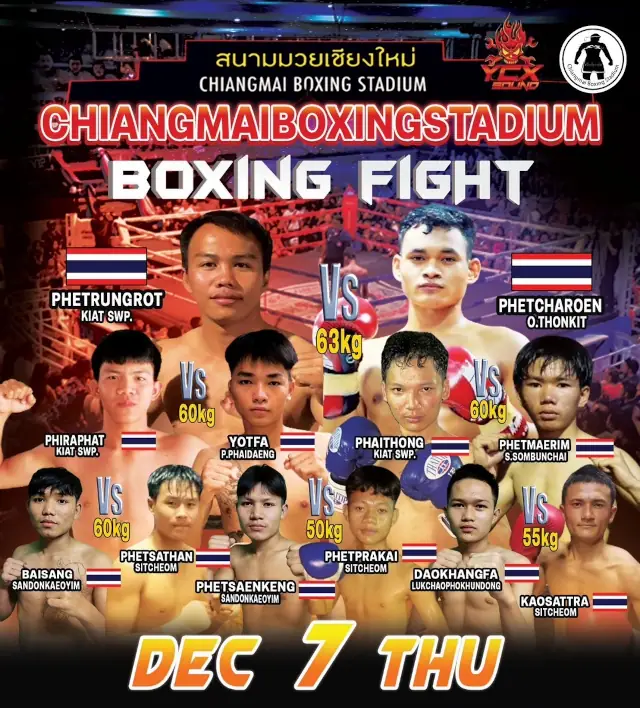 สนามมวยเชียงใหม่
CHIANGMAI BOXING STADIUM
YCX
SOUND
Chiangmai Boxing Stadium
CHIANGMAIBOXINGSTADIUM
BOXING FIGHT
PHETRUNGROT
KIAT SWP.
Vs
63kg
PHETCHAROEN
O.THONKIT
PHIRAPHAT
KIAT SWP.
Vs
60kg
YOTFA
P.PHAIDAENG
PHAITHONG
KIAT SWP.
Vs
60kg
PHETMAERIM
S.SOMBUNCHAI
BAISANG
SANDONKAEOYIM
Vs
60kg
PHETSATHAN
SITCHEOM
PHETSAENKENG
SANDONKAEOYIM
Vs
50kg
PHETPRAKAI
SITCHEOM
DAOKHANGFA
LUKCHAOPHOKHUNDONG
Vs
55kg
KAOSATTRA
SITCHEOM
DEC 7 THU